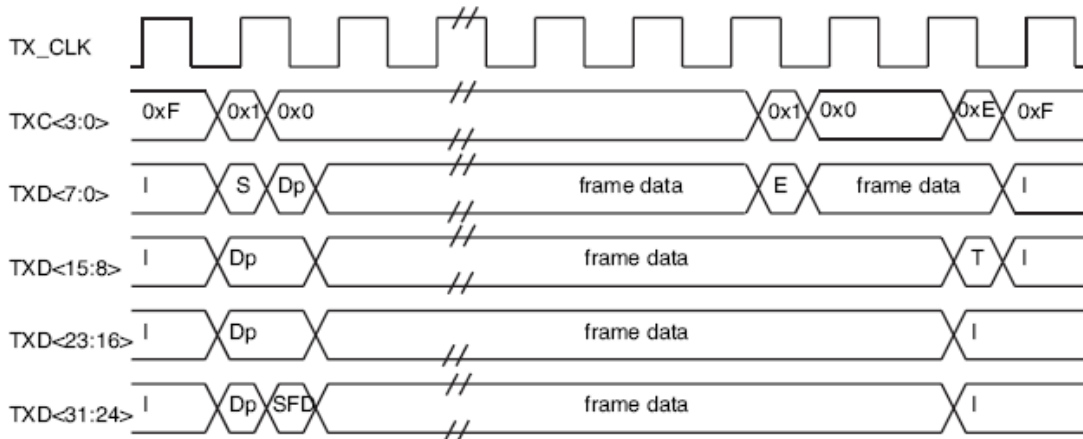 TX_CLK
TXC<3:0> 0xF 0x1 0x0 0x1 0x0 0xE 0xF
TXD<7:0> I S Dp frame data E frame data I
TXD<15:8> I Dp frame data T I
TXD<23:16> I Dp frame data I
TXD<31:24> I Dp SFD frame data I